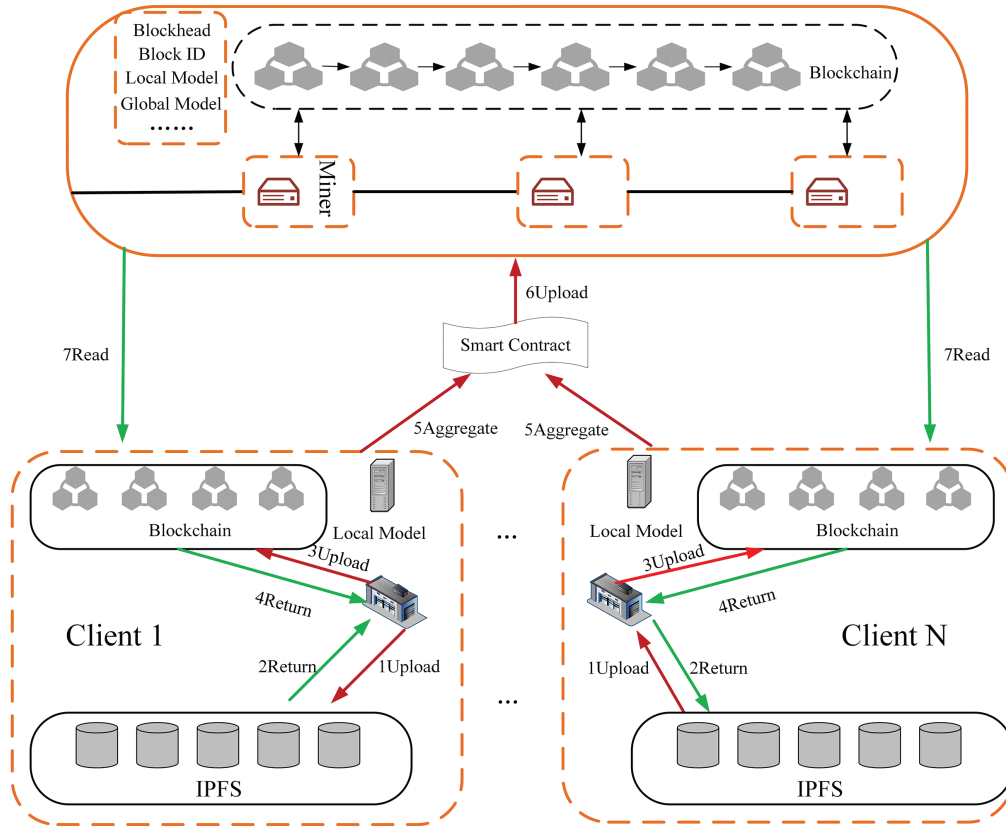 Blockhead
Block ID
Local Model
Global Model
......
Blockchain
Miner
6Upload
Smart Contract
7Read
7Read
5Aggregate
5Aggregate
Blockchain
Local Model
...
Local Model
Blockchain
3Upload
3Upload
4Return
4Return
Client 1
Client N
2Return
1Upload
1Upload
2Return
...
IPFS
IPFS